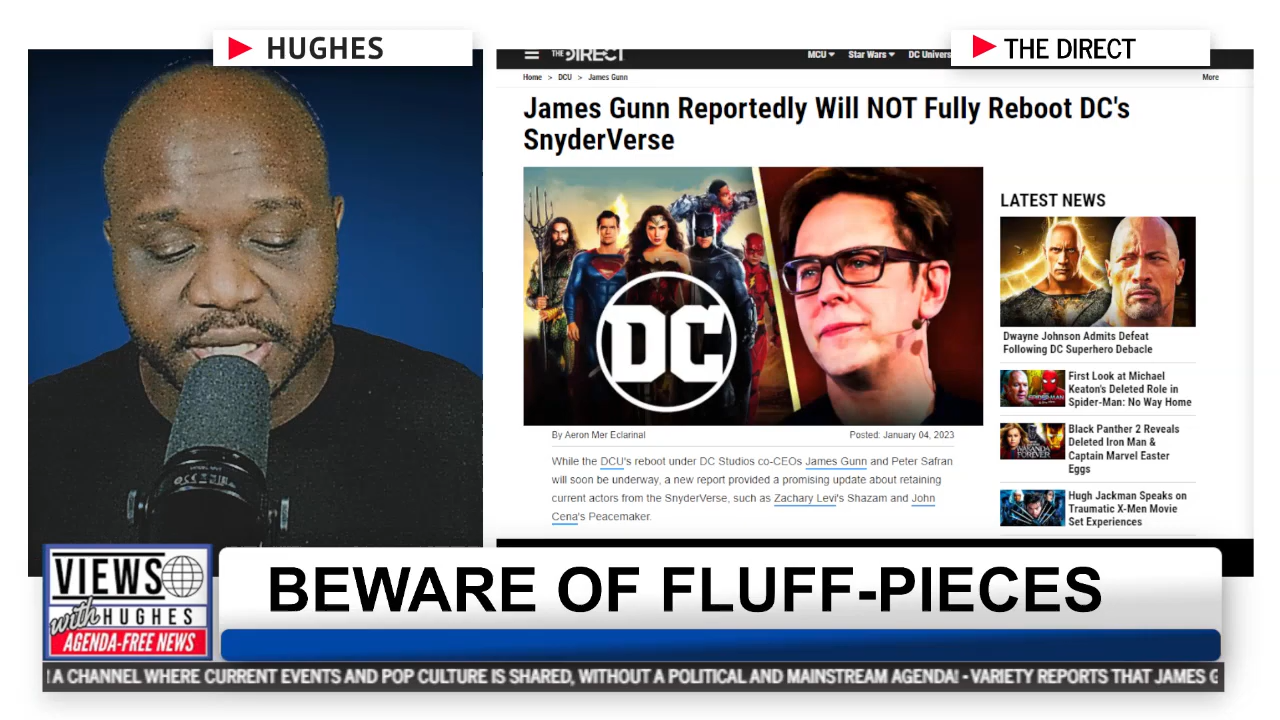 HUGHES
THE DIRECT
THE DIRECT
MCU Star Wars DC
Home > DCU > James Gunn
More
James Gunn Reportedly Will NOT Fully Reboot DC's
SnyderVerse
DC
By Aeron Mer Eclarinal
Posted: January 04, 2023
While the DCU's reboot under DC Studios co-CEOs James Gunn and Peter Safran
will soon be underway, a new report provided a promising update about retaining
current actors from the SnyderVerse, such as Zachary Levi's Shazam and John
Cena's Peacemaker.
LATEST NEWS
Dwayne Johnson Admits Defeat
Following DC Superhero Debacle
First Look at Michael
Keaton's Deleted Role in
Spider-Man: No Way Home
Black Panther 2 Reveals
Deleted Iron Man &
Captain Marvel Easter
Eggs
Hugh Jackman Speaks on
Traumatic X-Men Movie
Set Experiences
VIEWS
with HUGHES
AGENDA-FREE NEWS
BEWARE OF FLUFF-PIECES
A CHANNEL WHERE CURRENT EVENTS AND POP CULTURE IS SHARED, WITHOUT A POLITICAL AND MAINSTREAM AGENDA! - VARIETY REPORTS THAT JAMES G